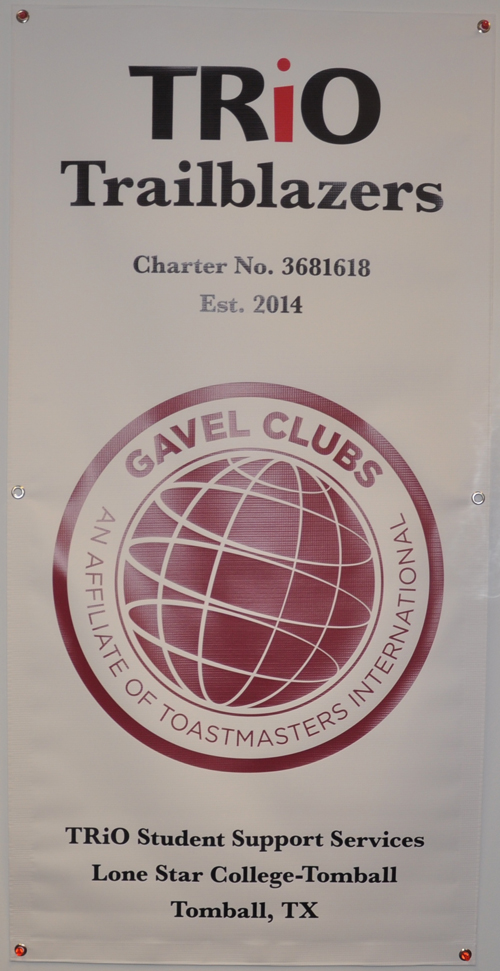 TRiO
Trailblazers
Charter No. 3681618
Est. 2014
GAVEL CLUBS
AN AFFILIATE OF TOASTMASTERS INTERNATIONAL
TRiO Student Support Services
Lone Star College-Tomball
Tomball, TX